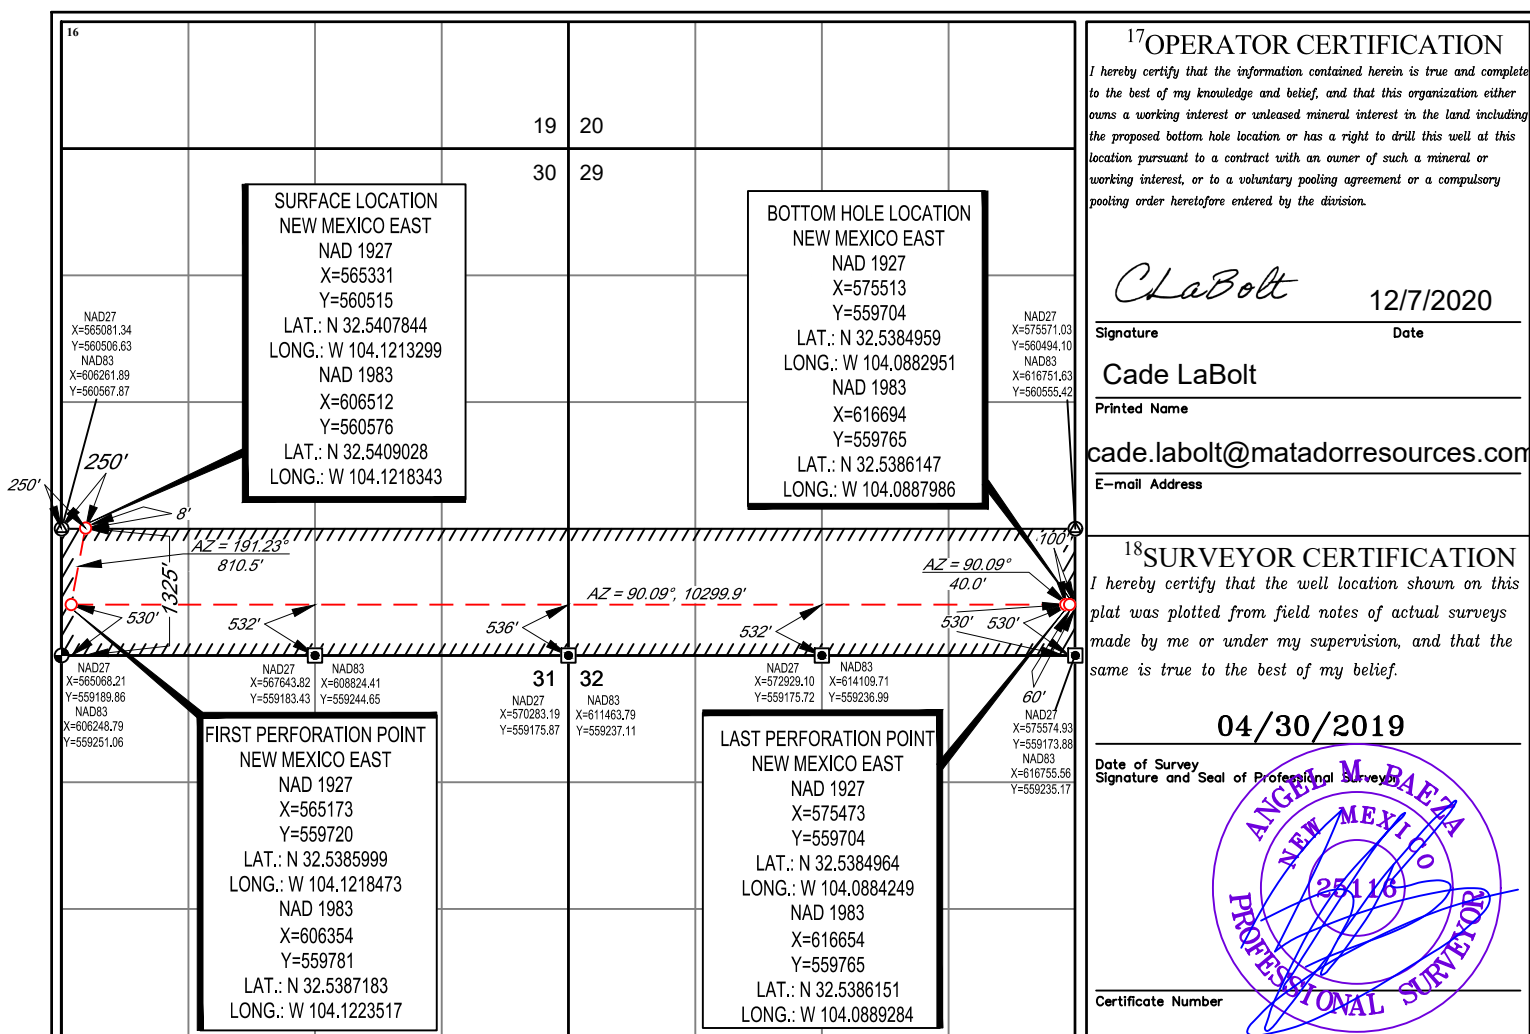 16
19 20
30 29
SURFACE LOCATION
NEW MEXICO EAST
NAD 1927
X=565331
Y=560515
LAT.: N 32.5407844
LONG.: W 104.1213299
NAD 1983
X=606512
Y=560576
LAT.: N 32.5409028
LONG.: W 104.1218343
BOTTOM HOLE LOCATION
NEW MEXICO EAST
NAD 1927
X=575513
Y=559704
LAT.: N 32.5384959
LONG.: W 104.0882951
NAD 1983
X=616694
Y=559765
LAT.: N 32.5386147
LONG.: W 104.0887986
NAD27
X=565081.34
Y=560506.63
NAD83
X=606261.89
Y=560567.87
NAD27
X=575571.03
Y=560494.10
NAD83
X=616751.63
Y=560555.42
250'
250'
8'
AZ = 191.23°
810.5'
1325'
530'
532'
AZ = 90.09°, 10299.9'
536'
532'
AZ = 90.09°
40.0'
100'
530'
530'
60'
NAD27
X=565068.21
Y=559189.86
NAD83
X=606248.79
Y=559251.06
NAD27
X=567643.82
Y=559183.43
NAD83
X=608824.41
Y=559244.65
31 32
NAD27
X=570283.19
Y=559175.87
NAD83
X=611463.79
Y=559237.11
NAD27
X=572929.10
Y=559175.72
NAD83
X=614109.71
Y=559236.99
NAD27
X=575574.93
Y=559173.88
NAD83
X=616755.56
Y=559235.17
FIRST PERFORATION POINT
NEW MEXICO EAST
NAD 1927
X=565173
Y=559720
LAT.: N 32.5385999
LONG.: W 104.1218473
NAD 1983
X=606354
Y=559781
LAT.: N 32.5387183
LONG.: W 104.1223517
LAST PERFORATION POINT
NEW MEXICO EAST
NAD 1927
X=575473
Y=559704
LAT.: N 32.5384964
LONG.: W 104.0884249
NAD 1983
X=616654
Y=559765
LAT.: N 32.5386151
LONG.: W 104.0889284
17OPERATOR CERTIFICATION
I hereby certify that the information contained herein is true and complete
to the best of my knowledge and belief, and that this organization either
owns a working interest or unleased mineral interest in the land including
the proposed bottom hole location or has a right to drill this well at this
location pursuant to a contract with an owner of such a mineral or
working interest, or to a voluntary pooling agreement or a compulsory
pooling order heretofore entered by the division.
CLaBolt 12/7/2020
Signature Date
Cade LaBolt
Printed Name
cade.labolt@matadorresources.com
E-mail Address
18SURVEYOR CERTIFICATION
I hereby certify that the well location shown on this
plat was plotted from field notes of actual surveys
made by me or under my supervision, and that the
same is true to the best of my belief.
04/30/2019
Date of Survey
Signature and Seal of Professional Surveyor
ANGEL M. BAEZA
NEW MEXICO
25116
PROFESSIONAL SURVEYOR
Certificate Number